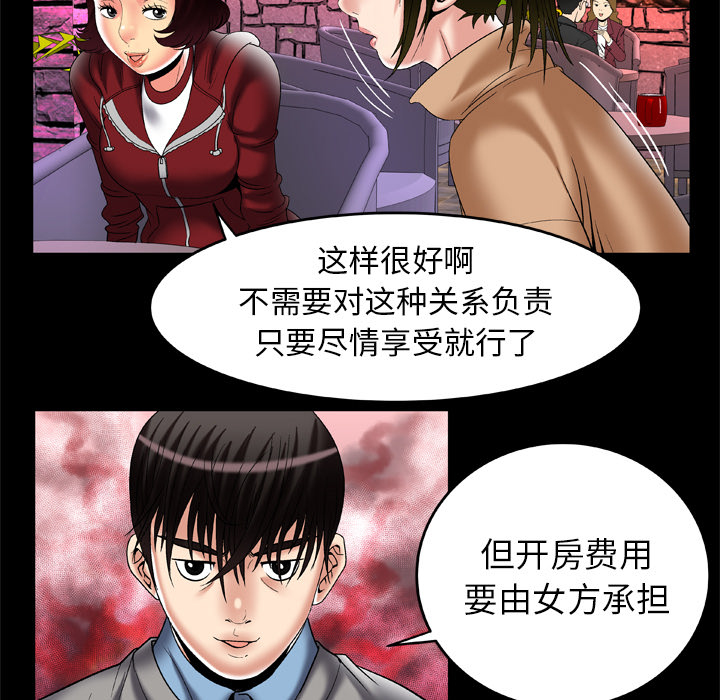 这样很好啊
不需要对这种关系负责
只要尽情享受就行了
但开房费用
要由女方承担